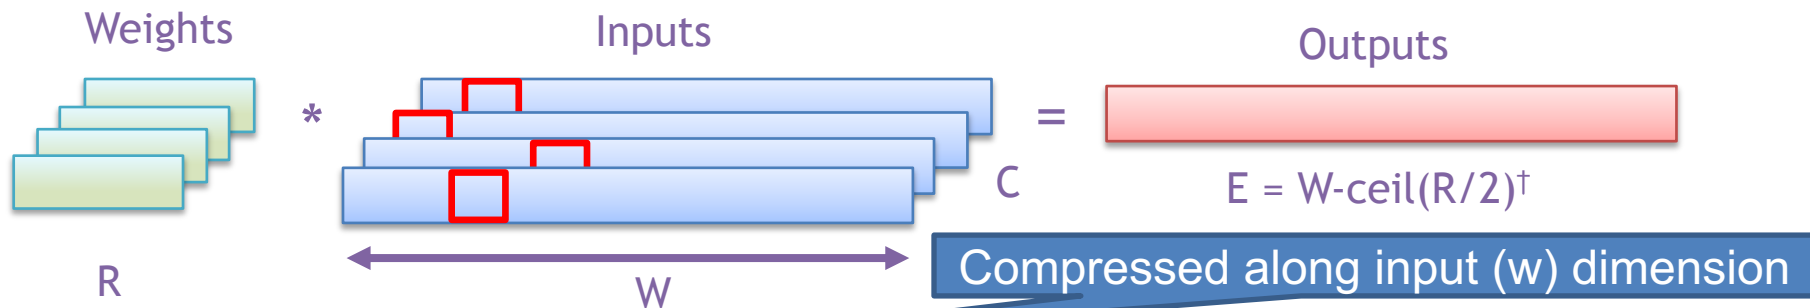 Weights
Inputs
Outputs
*
=
C
E = W-ceil(R/2)†
R
W
Compressed along input (w) dimension